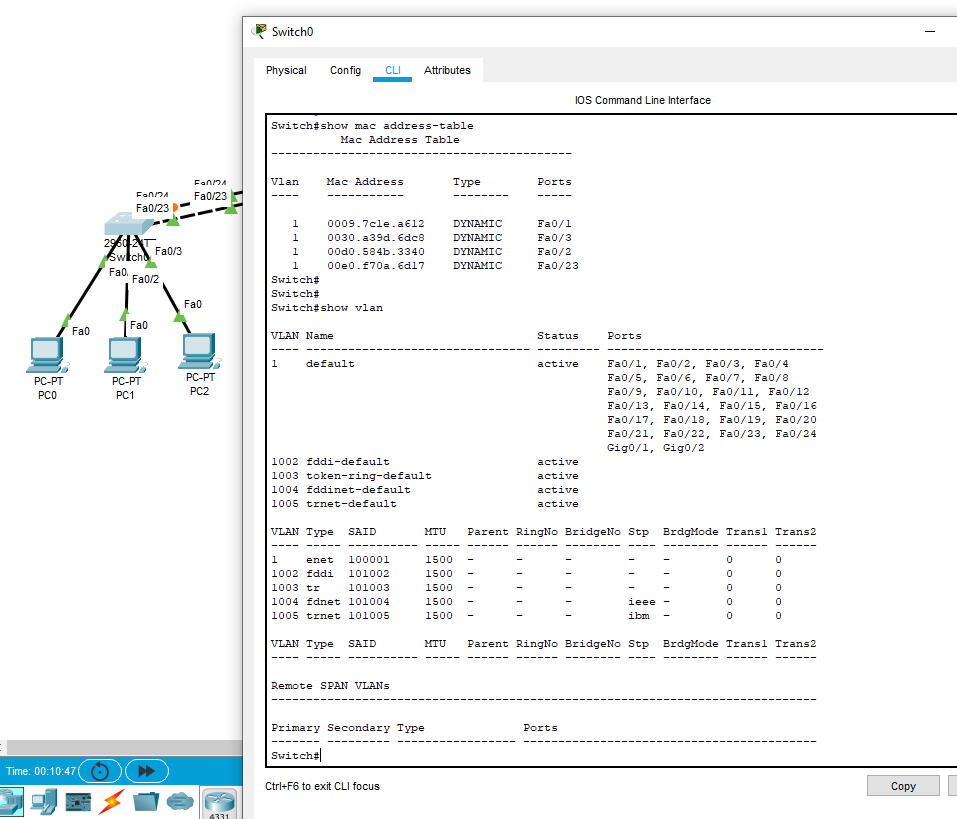 Switch0
Physical Config CLI Attributes
IOS Command Line Interface
Switch#show mac address-table
Mac Address Table
-------------------------------------------
Vlan Mac Address Type Ports
---- ----------- -------- -----
1 0009.7c1e.a612 DYNAMIC Fa0/1
1 0030.a39d.6dc8 DYNAMIC Fa0/3
1 00d0.584b.3340 DYNAMIC Fa0/2
1 00e0.f70a.6d17 DYNAMIC Fa0/23
Switch#
Switch#
Switch#show vlan
VLAN Name Status Ports
---- -------------------------------- --------- -------------------------------
1 default active Fa0/1, Fa0/2, Fa0/3, Fa0/4
Fa0/5, Fa0/6, Fa0/7, Fa0/8
Fa0/9, Fa0/10, Fa0/11, Fa0/12
Fa0/13, Fa0/14, Fa0/15, Fa0/16
Fa0/17, Fa0/18, Fa0/19, Fa0/20
Fa0/21, Fa0/22, Fa0/23, Fa0/24
Gig0/1, Gig0/2
1002 fddi-default active
1003 token-ring-default active
1004 fddinet-default active
1005 trnet-default active
VLAN Type SAID MTU Parent RingNo BridgeNo Stp BrdgMode Trans1 Trans2
---- ----- ---------- ----- ------ ------ -------- ---- -------- ------ ------
1 enet 100001 1500 - - - - - 0 0
1002 fddi 101002 1500 - - - - - 0 0
1003 tr 101003 1500 - - - - - 0 0
1004 fdnet 101004 1500 - - - ieee - 0 0
1005 trnet 101005 1500 - - - ibm - 0 0
VLAN Type SAID MTU Parent RingNo BridgeNo Stp BrdgMode Trans1 Trans2
---- ----- ---------- ----- ------ ------ -------- ---- -------- ------ ------
Remote SPAN VLANs
------------------------------------------------------------------------------
Primary Secondary Type Ports
------- --------- ----------------- ------------------------------------------
Switch#
Ctrl+F6 to exit CLI focus
Copy
Fa0/24
Fa0/24
Fa0/23
Fa0/23
2960-24T
Switch0
Fa0/3
Fa0
Fa0/2
Fa0
Fa0
Fa0
PC-PT
PC0
PC-PT
PC1
PC-PT
PC2
Time: 00:10:47
4331